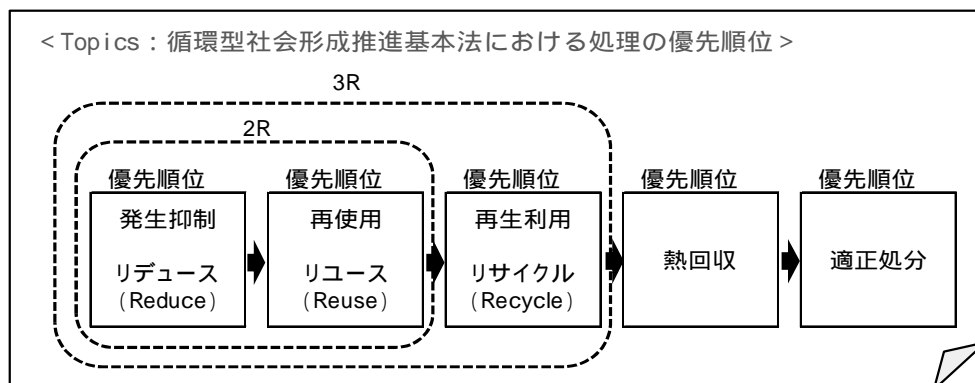 ＜Topics：循環型社会形成推進基本法における処理の優先順位＞
3R
2R
優先順位 優先順位 優先順位 優先順位 優先順位
発生抑制 再使用 再生利用 熱回収 適正処分
リデュース リユース リサイクル
(Reduce) (Reuse) (Recycle)